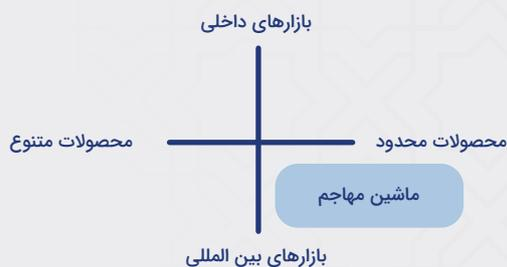 بازارهای داخلی
محصولات محدود
محصولات متنوع
ماشین مهاجم
بازارهای بین المللی